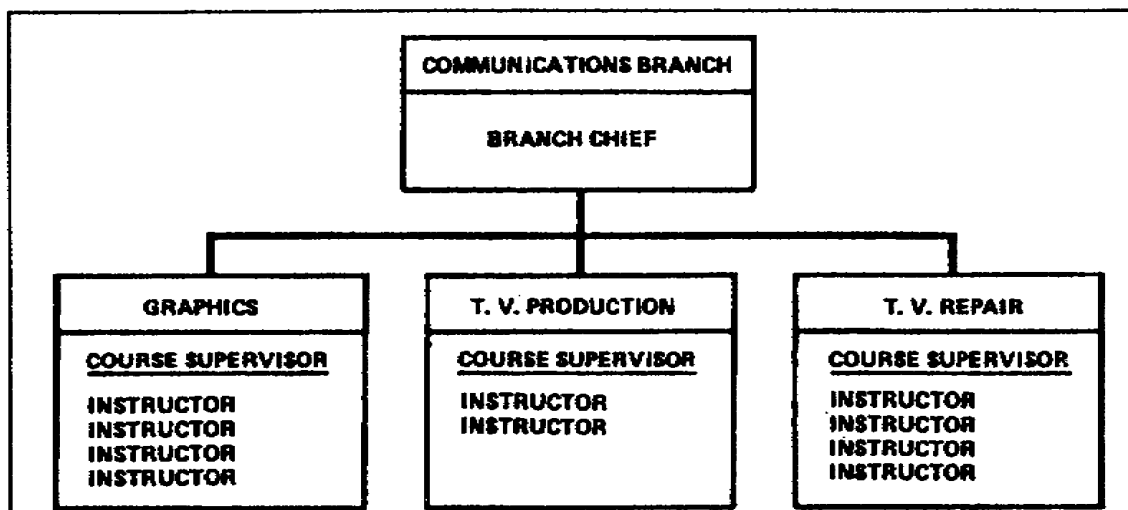 COMMUNICATIONS BRANCH
BRANCH CHIEF
GRAPHICS
COURSE SUPERVISOR
INSTRUCTOR
INSTRUCTOR
INSTRUCTOR
INSTRUCTOR
T. V. PRODUCTION
COURSE SUPERVISOR
INSTRUCTOR
INSTRUCTOR
T. V. REPAIR
COURSE SUPERVISOR
INSTRUCTOR
INSTRUCTOR
INSTRUCTOR
INSTRUCTOR